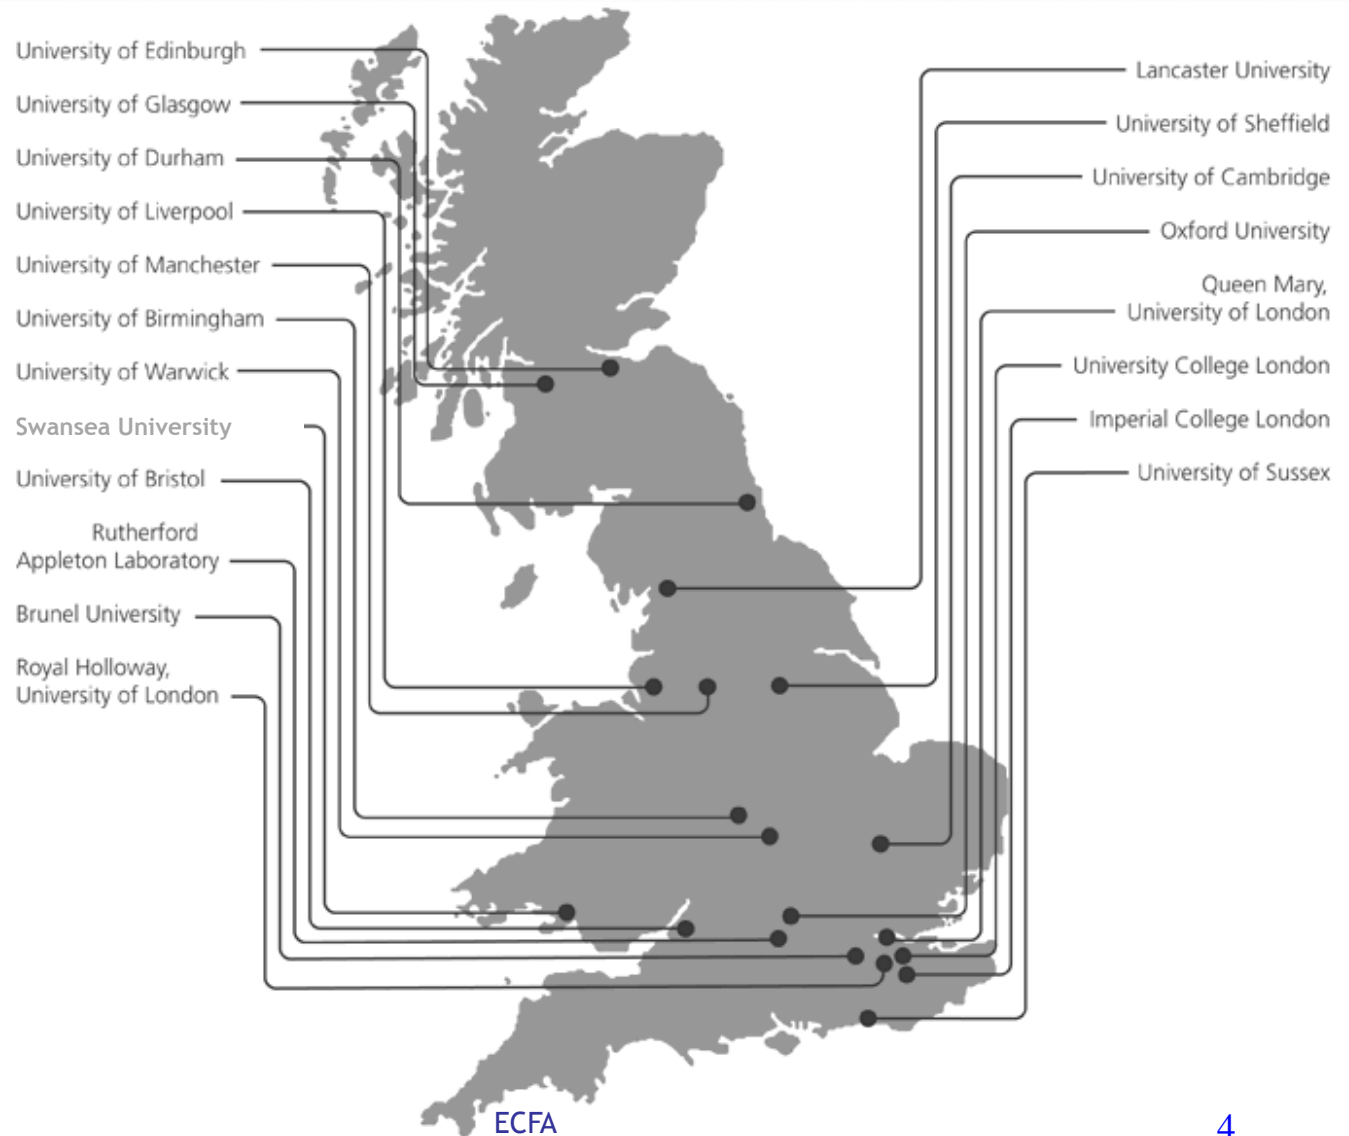 University of Edinburgh
University of Glasgow
University of Durham
University of Liverpool
University of Manchester
University of Birmingham
University of Warwick
Swansea University
University of Bristol
Rutherford
Appleton Laboratory
Brunel University
Royal Holloway,
University of London
Lancaster University
University of Sheffield
University of Cambridge
Oxford University
Queen Mary,
University of London
University College London
Imperial College London
University of Sussex
ECFA
4